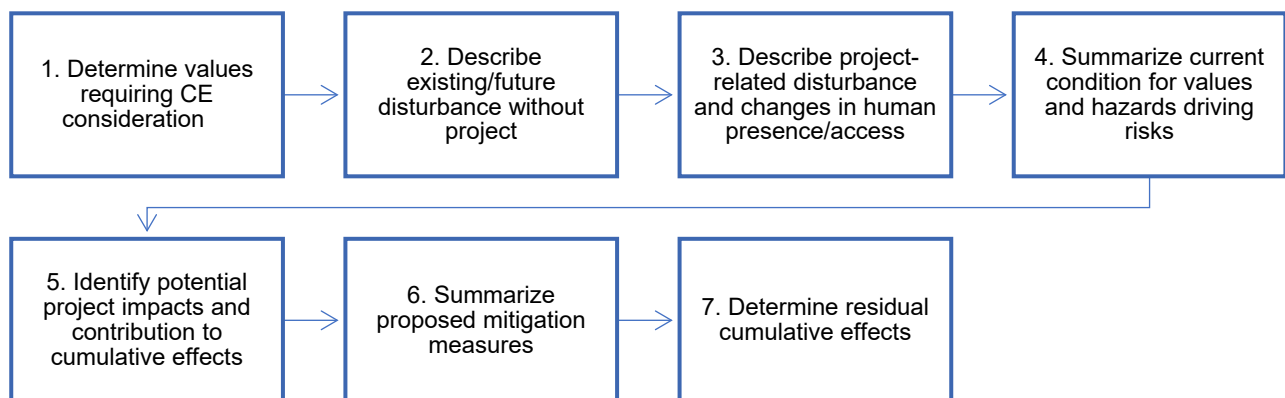 1. Determine values
requiring CE
consideration
2. Describe
existing/future
disturbance without
project
3. Describe project-
related disturbance
and changes in human
presence/access
4. Summarize current
condition for values
and hazards driving
risks
5. Identify potential
project impacts and
contribution to
cumulative effects
6. Summarize
proposed mitigation
measures
7. Determine residual
cumulative effects